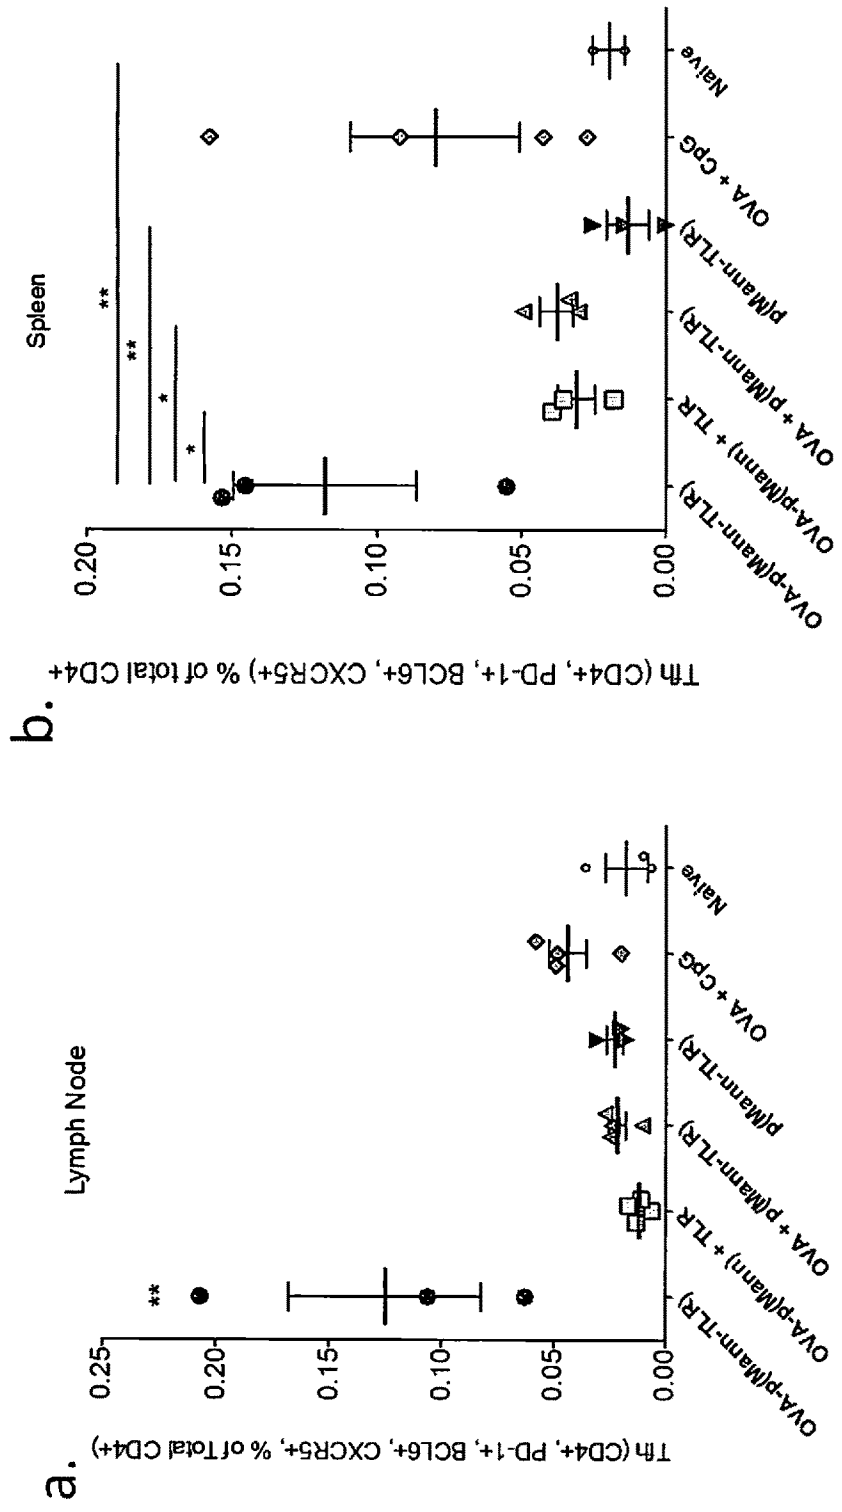 a.
Lymph Node
**
Tfh (CD4+, PD-1+, BCL6+, CXCR5+, % of Total CD4+)
0.25
0.20
0.15
0.10
0.05
0.00
OVA-p(Mann-TLR)
OVA-p(Mann) + TLR
OVA + p(Mann-TLR)
p(Mann-TLR)
OVA + CpG
Naive
b.
Spleen
**
**
*
*
Tfh (CD4+, PD-1+, BCL6+, CXCR5+) % of total CD4+
0.20
0.15
0.10
0.05
0.00
OVA-p(Mann-TLR)
OVA-p(Mann) + TLR
OVA + p(Mann-TLR)
p(Mann-TLR)
OVA + CpG
Naive